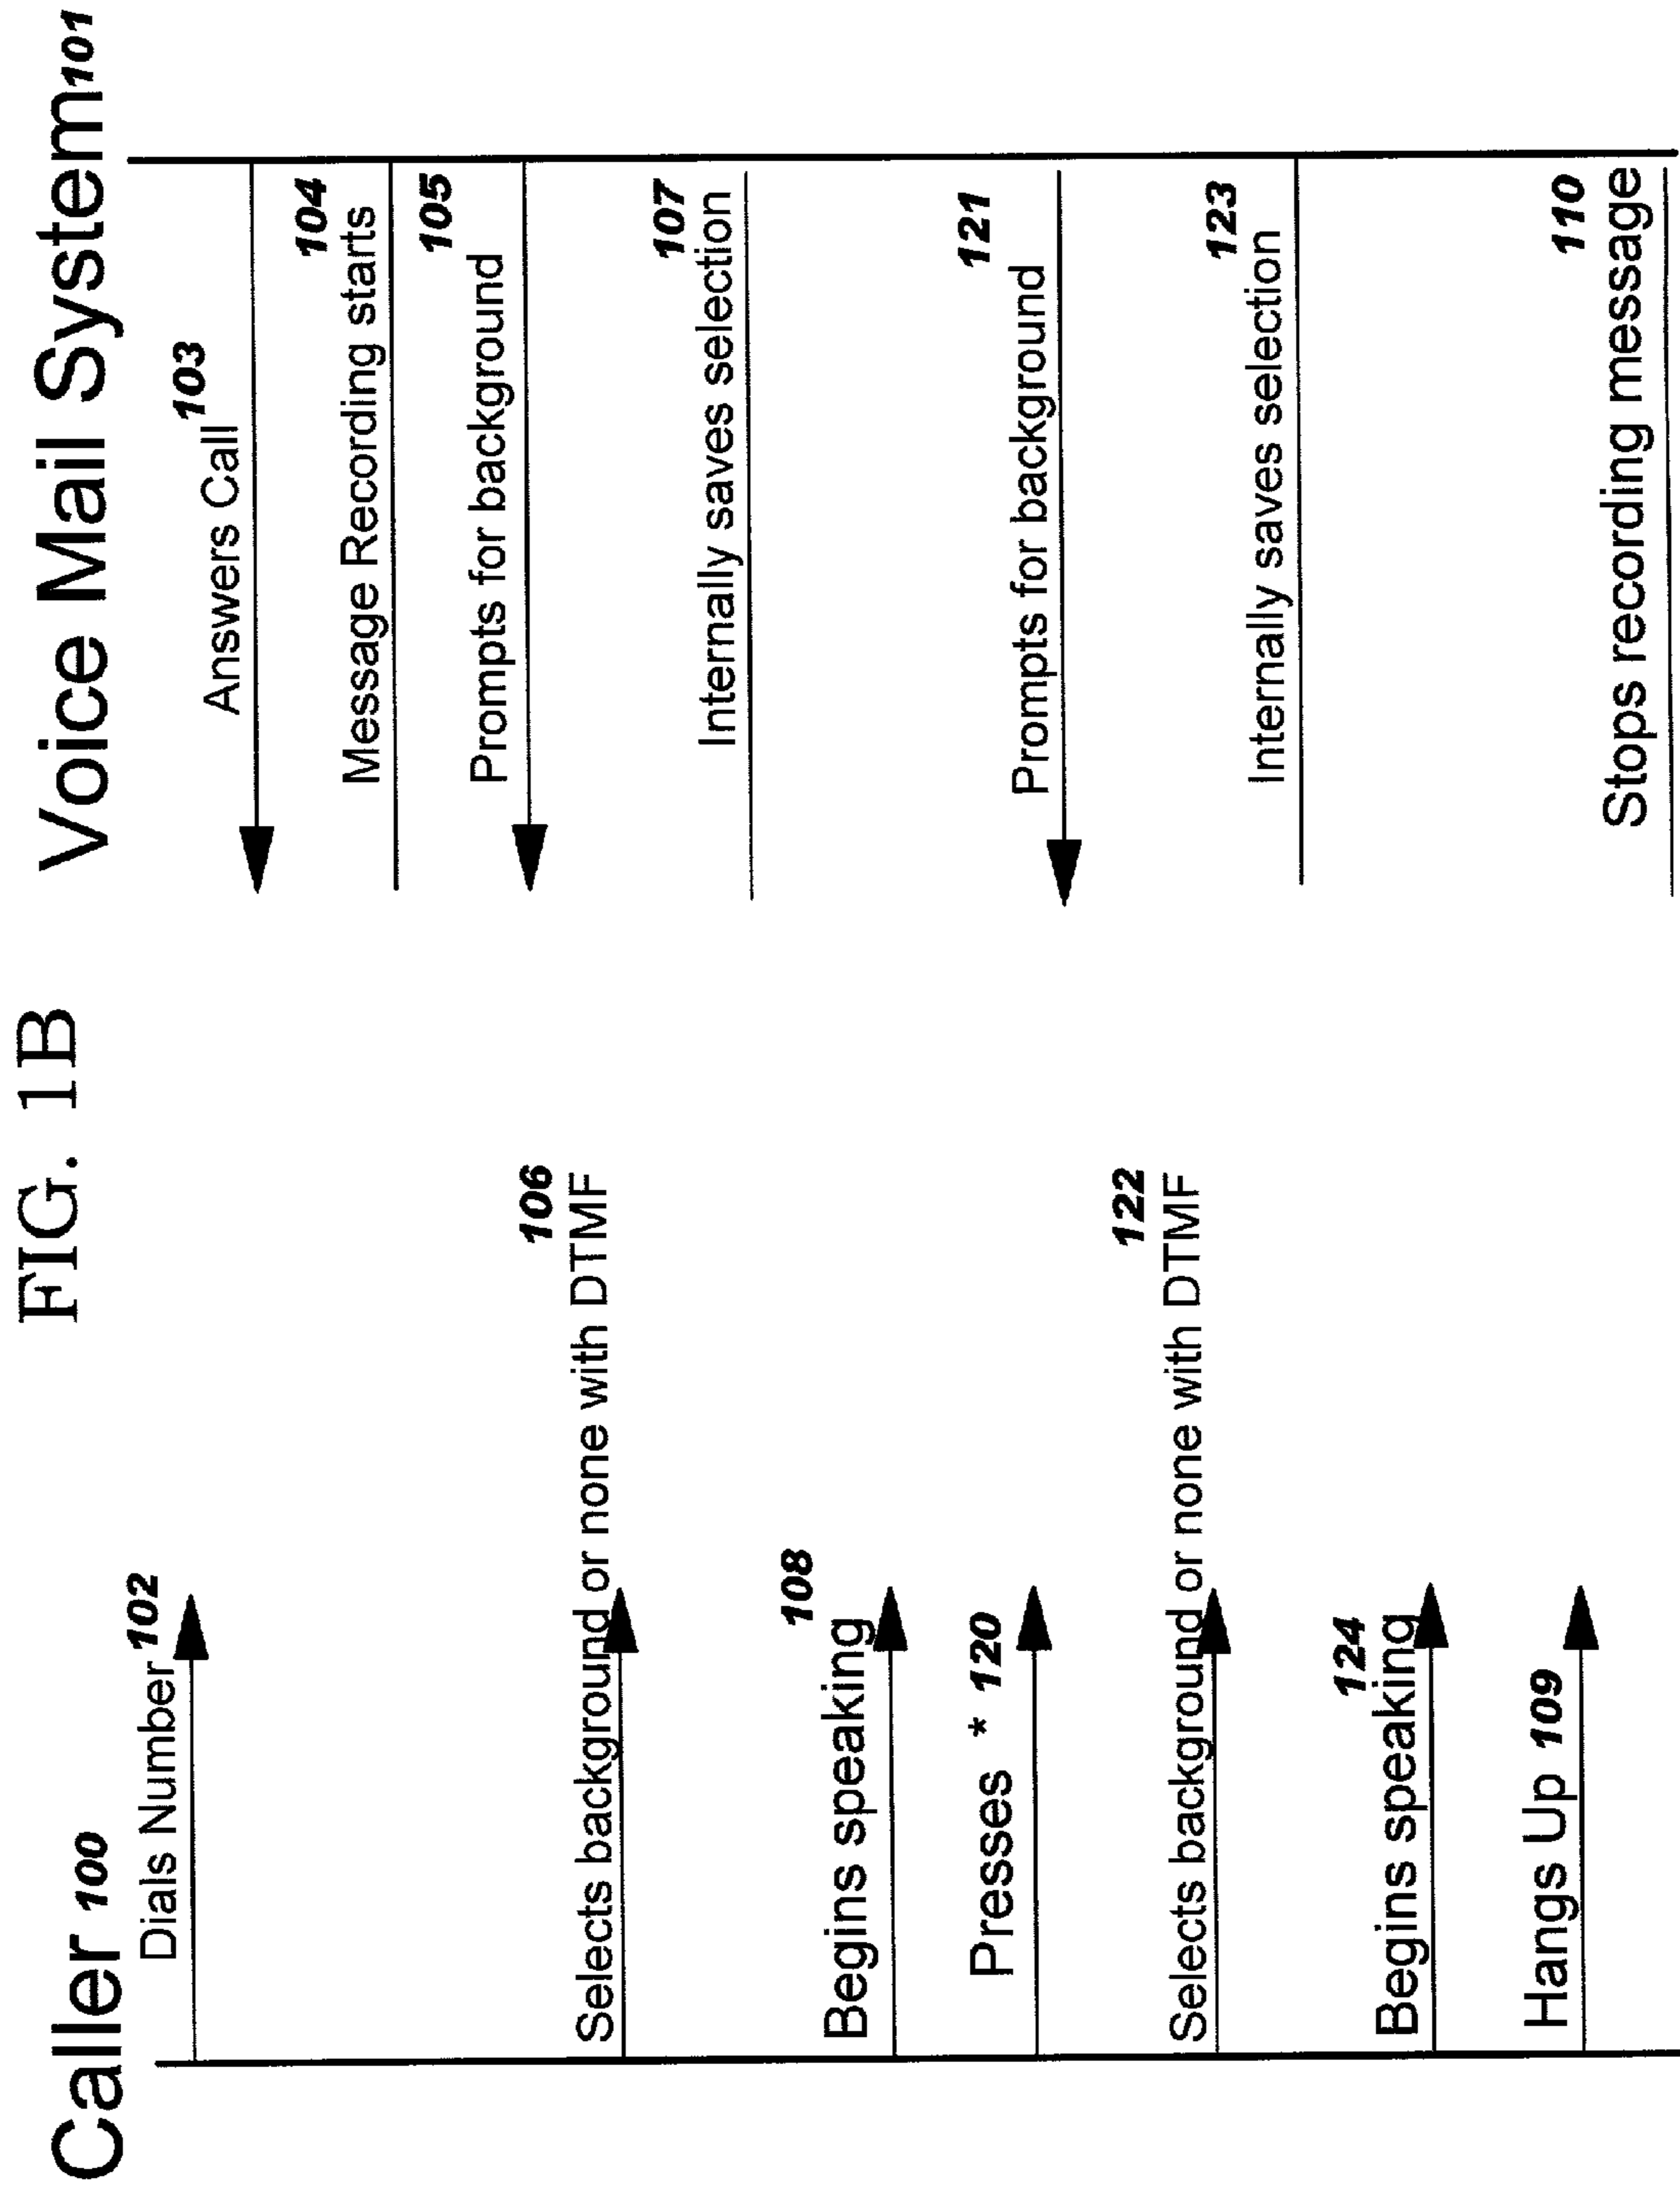 FIG. 1B
Caller 100
Voice Mail System 101
Dials Number 102
Answers Call 103
104
Message Recording starts
105
Prompts for background
106
Selects background or none with DTMF
107
Internally saves selection
108
Begins speaking
Presses * 120
121
Prompts for background
122
Selects background or none with DTMF
123
Internally saves selection
124
Begins speaking
Hangs Up 109
110
Stops recording message